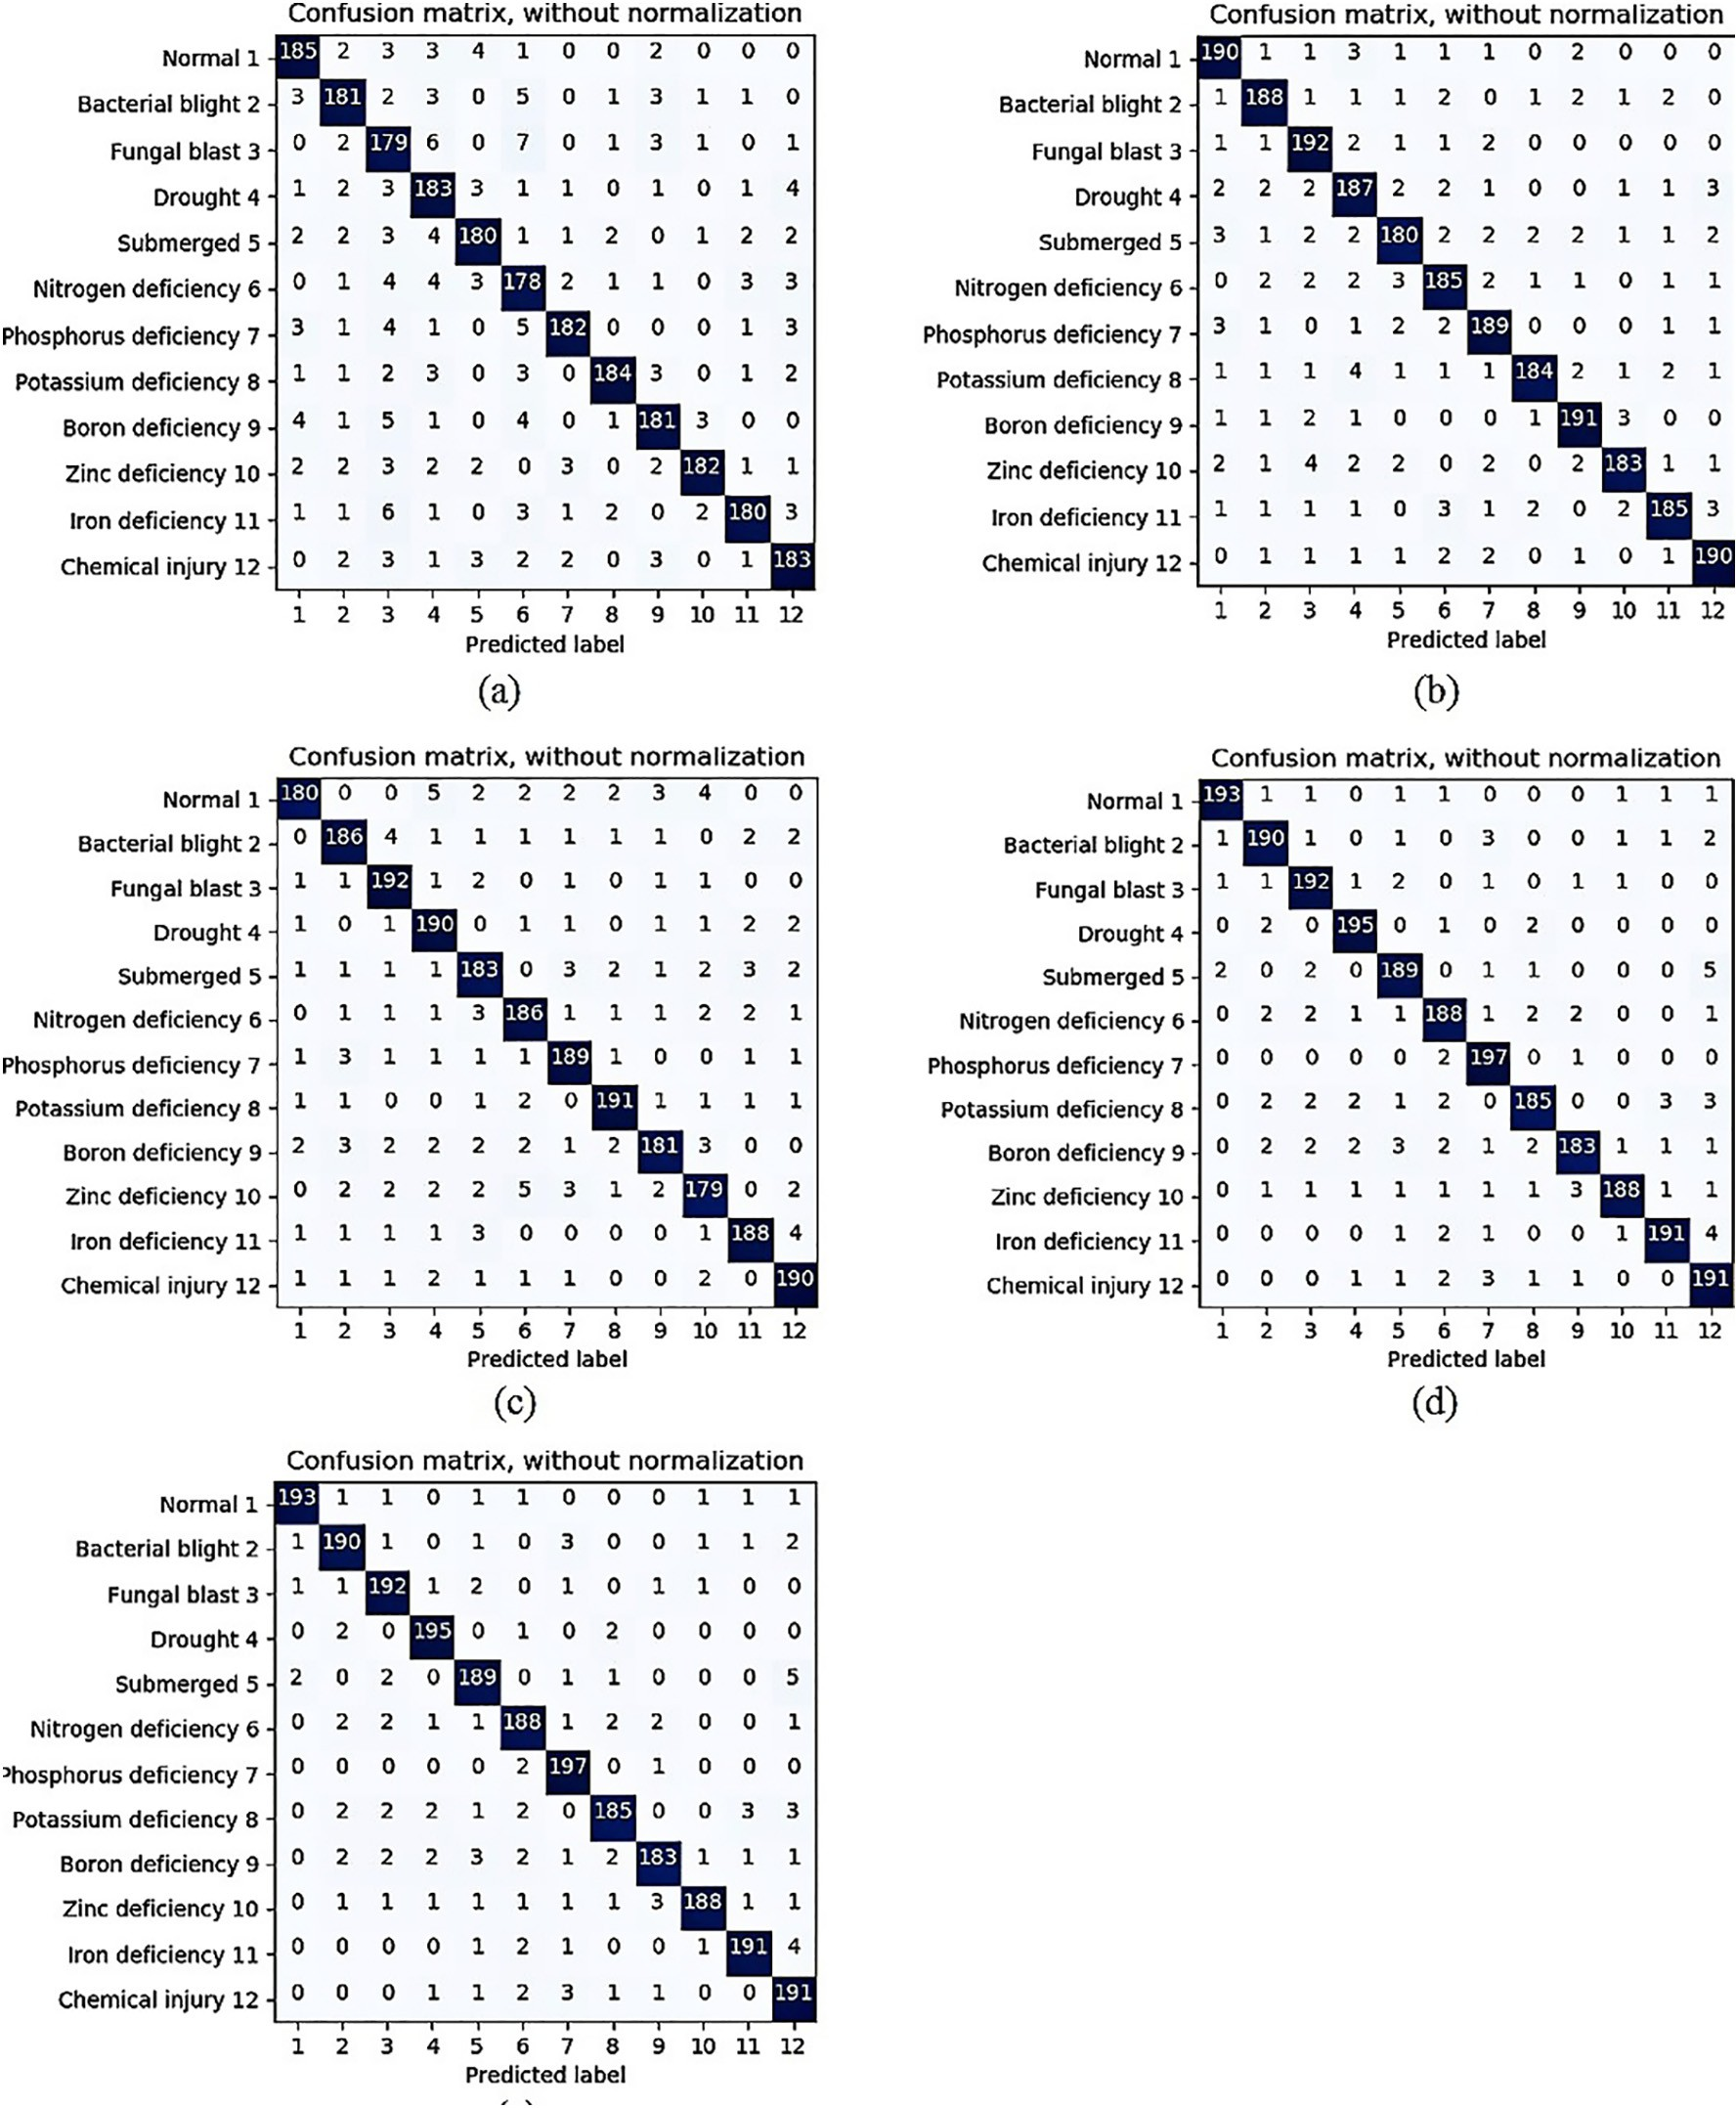 Confusion matrix, without normalization
Normal 1 185 2 3 3 4 1 0 0 2 0 0 0
Bacterial blight 2 3 181 2 3 0 5 0 1 3 1 1 0
Fungal blast 3 0 2 179 6 0 7 0 1 3 1 0 1
Drought 4 1 2 3 183 3 1 1 0 1 0 1 4
Submerged 5 2 2 3 4 180 1 1 2 0 1 2 2
Nitrogen deficiency 6 0 1 4 4 3 178 2 1 1 0 3 3
Phosphorus deficiency 7 3 1 4 1 0 5 182 0 0 0 1 3
Potassium deficiency 8 1 1 2 3 0 3 0 184 3 0 1 2
Boron deficiency 9 4 1 5 1 0 4 0 1 181 3 0 0
Zinc deficiency 10 2 2 3 2 2 0 3 0 2 182 1 1
Iron deficiency 11 1 1 6 1 0 3 1 2 0 2 180 3
Chemical injury 12 0 2 3 1 3 2 2 0 3 0 1 183
1 2 3 4 5 6 7 8 9 10 11 12
Predicted label
(a)
Confusion matrix, without normalization
Normal 1 190 1 1 3 1 1 1 0 2 0 0 0
Bacterial blight 2 1 188 1 1 1 2 0 1 2 1 2 0
Fungal blast 3 1 1 192 2 1 1 2 0 0 0 0 0
Drought 4 2 2 2 187 2 2 1 0 0 1 1 3
Submerged 5 3 1 2 2 180 2 2 2 2 1 1 2
Nitrogen deficiency 6 0 2 2 2 3 185 2 1 1 0 1 1
Phosphorus deficiency 7 3 1 0 1 2 2 189 0 0 0 1 1
Potassium deficiency 8 1 1 1 4 1 1 1 184 2 1 2 1
Boron deficiency 9 1 1 2 1 0 0 0 1 191 3 0 0
Zinc deficiency 10 2 1 4 2 2 0 2 0 2 183 1 1
Iron deficiency 11 1 1 1 1 0 3 1 2 0 2 185 3
Chemical injury 12 0 1 1 1 1 2 2 0 1 0 1 190
1 2 3 4 5 6 7 8 9 10 11 12
Predicted label
(b)
Confusion matrix, without normalization
Normal 1 180 0 0 5 2 2 2 2 3 4 0 0
Bacterial blight 2 0 186 4 1 1 1 1 1 1 0 2 2
Fungal blast 3 1 1 192 1 2 0 1 0 1 1 0 0
Drought 4 1 0 1 190 0 1 1 0 1 1 2 2
Submerged 5 1 1 1 1 183 0 3 2 1 2 3 2
Nitrogen deficiency 6 0 1 1 1 3 186 1 1 1 2 2 1
Phosphorus deficiency 7 1 3 1 1 1 1 189 1 0 0 1 1
Potassium deficiency 8 1 1 0 0 1 2 0 191 1 1 1 1
Boron deficiency 9 2 3 2 2 2 2 1 2 181 3 0 0
Zinc deficiency 10 0 2 2 2 2 5 3 1 2 179 0 2
Iron deficiency 11 1 1 1 1 3 0 0 0 0 1 188 4
Chemical injury 12 1 1 1 2 1 1 1 0 0 2 0 190
1 2 3 4 5 6 7 8 9 10 11 12
Predicted label
(c)
Confusion matrix, without normalization
Normal 1 193 1 1 0 1 1 0 0 0 1 1 1
Bacterial blight 2 1 190 1 0 1 0 3 0 0 1 1 2
Fungal blast 3 1 1 192 1 2 0 1 0 1 1 0 0
Drought 4 0 2 0 195 0 1 0 2 0 0 0 0
Submerged 5 2 0 2 0 189 0 1 1 0 0 0 5
Nitrogen deficiency 6 0 2 2 1 1 188 1 2 2 0 0 1
Phosphorus deficiency 7 0 0 0 0 0 2 197 0 1 0 0 0
Potassium deficiency 8 0 2 2 2 1 2 0 185 0 0 3 3
Boron deficiency 9 0 2 2 2 3 2 1 2 183 1 1 1
Zinc deficiency 10 0 1 1 1 1 1 1 1 3 188 1 1
Iron deficiency 11 0 0 0 0 1 2 1 0 0 1 191 4
Chemical injury 12 0 0 0 1 1 2 3 1 1 0 0 191
1 2 3 4 5 6 7 8 9 10 11 12
Predicted label
(d)
Confusion matrix, without normalization
Normal 1 193 1 1 0 1 1 0 0 0 1 1 1
Bacterial blight 2 1 190 1 0 1 0 3 0 0 1 1 2
Fungal blast 3 1 1 192 1 2 0 1 0 1 1 0 0
Drought 4 0 2 0 195 0 1 0 2 0 0 0 0
Submerged 5 2 0 2 0 189 0 1 1 0 0 0 5
Nitrogen deficiency 6 0 2 2 1 1 188 1 2 2 0 0 1
Phosphorus deficiency 7 0 0 0 0 0 2 197 0 1 0 0 0
Potassium deficiency 8 0 2 2 2 1 2 0 185 0 0 3 3
Boron deficiency 9 0 2 2 2 3 2 1 2 183 1 1 1
Zinc deficiency 10 0 1 1 1 1 1 1 1 3 188 1 1
Iron deficiency 11 0 0 0 0 1 2 1 0 0 1 191 4
Chemical injury 12 0 0 0 1 1 2 3 1 1 0 0 191
1 2 3 4 5 6 7 8 9 10 11 12
Predicted label